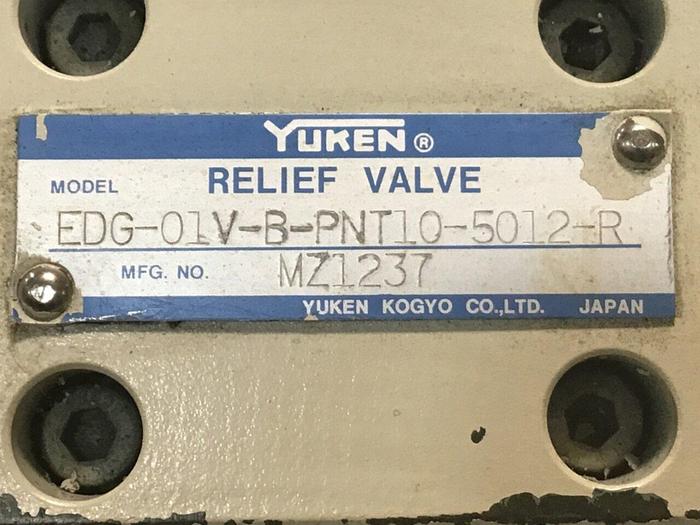 YUKEN®
MODEL RELIEF VALVE
EDG-01V-B-PNT10-5012-R
MFG. NO. MZ1237
YUKEN KOGYO CO.,LTD. JAPAN